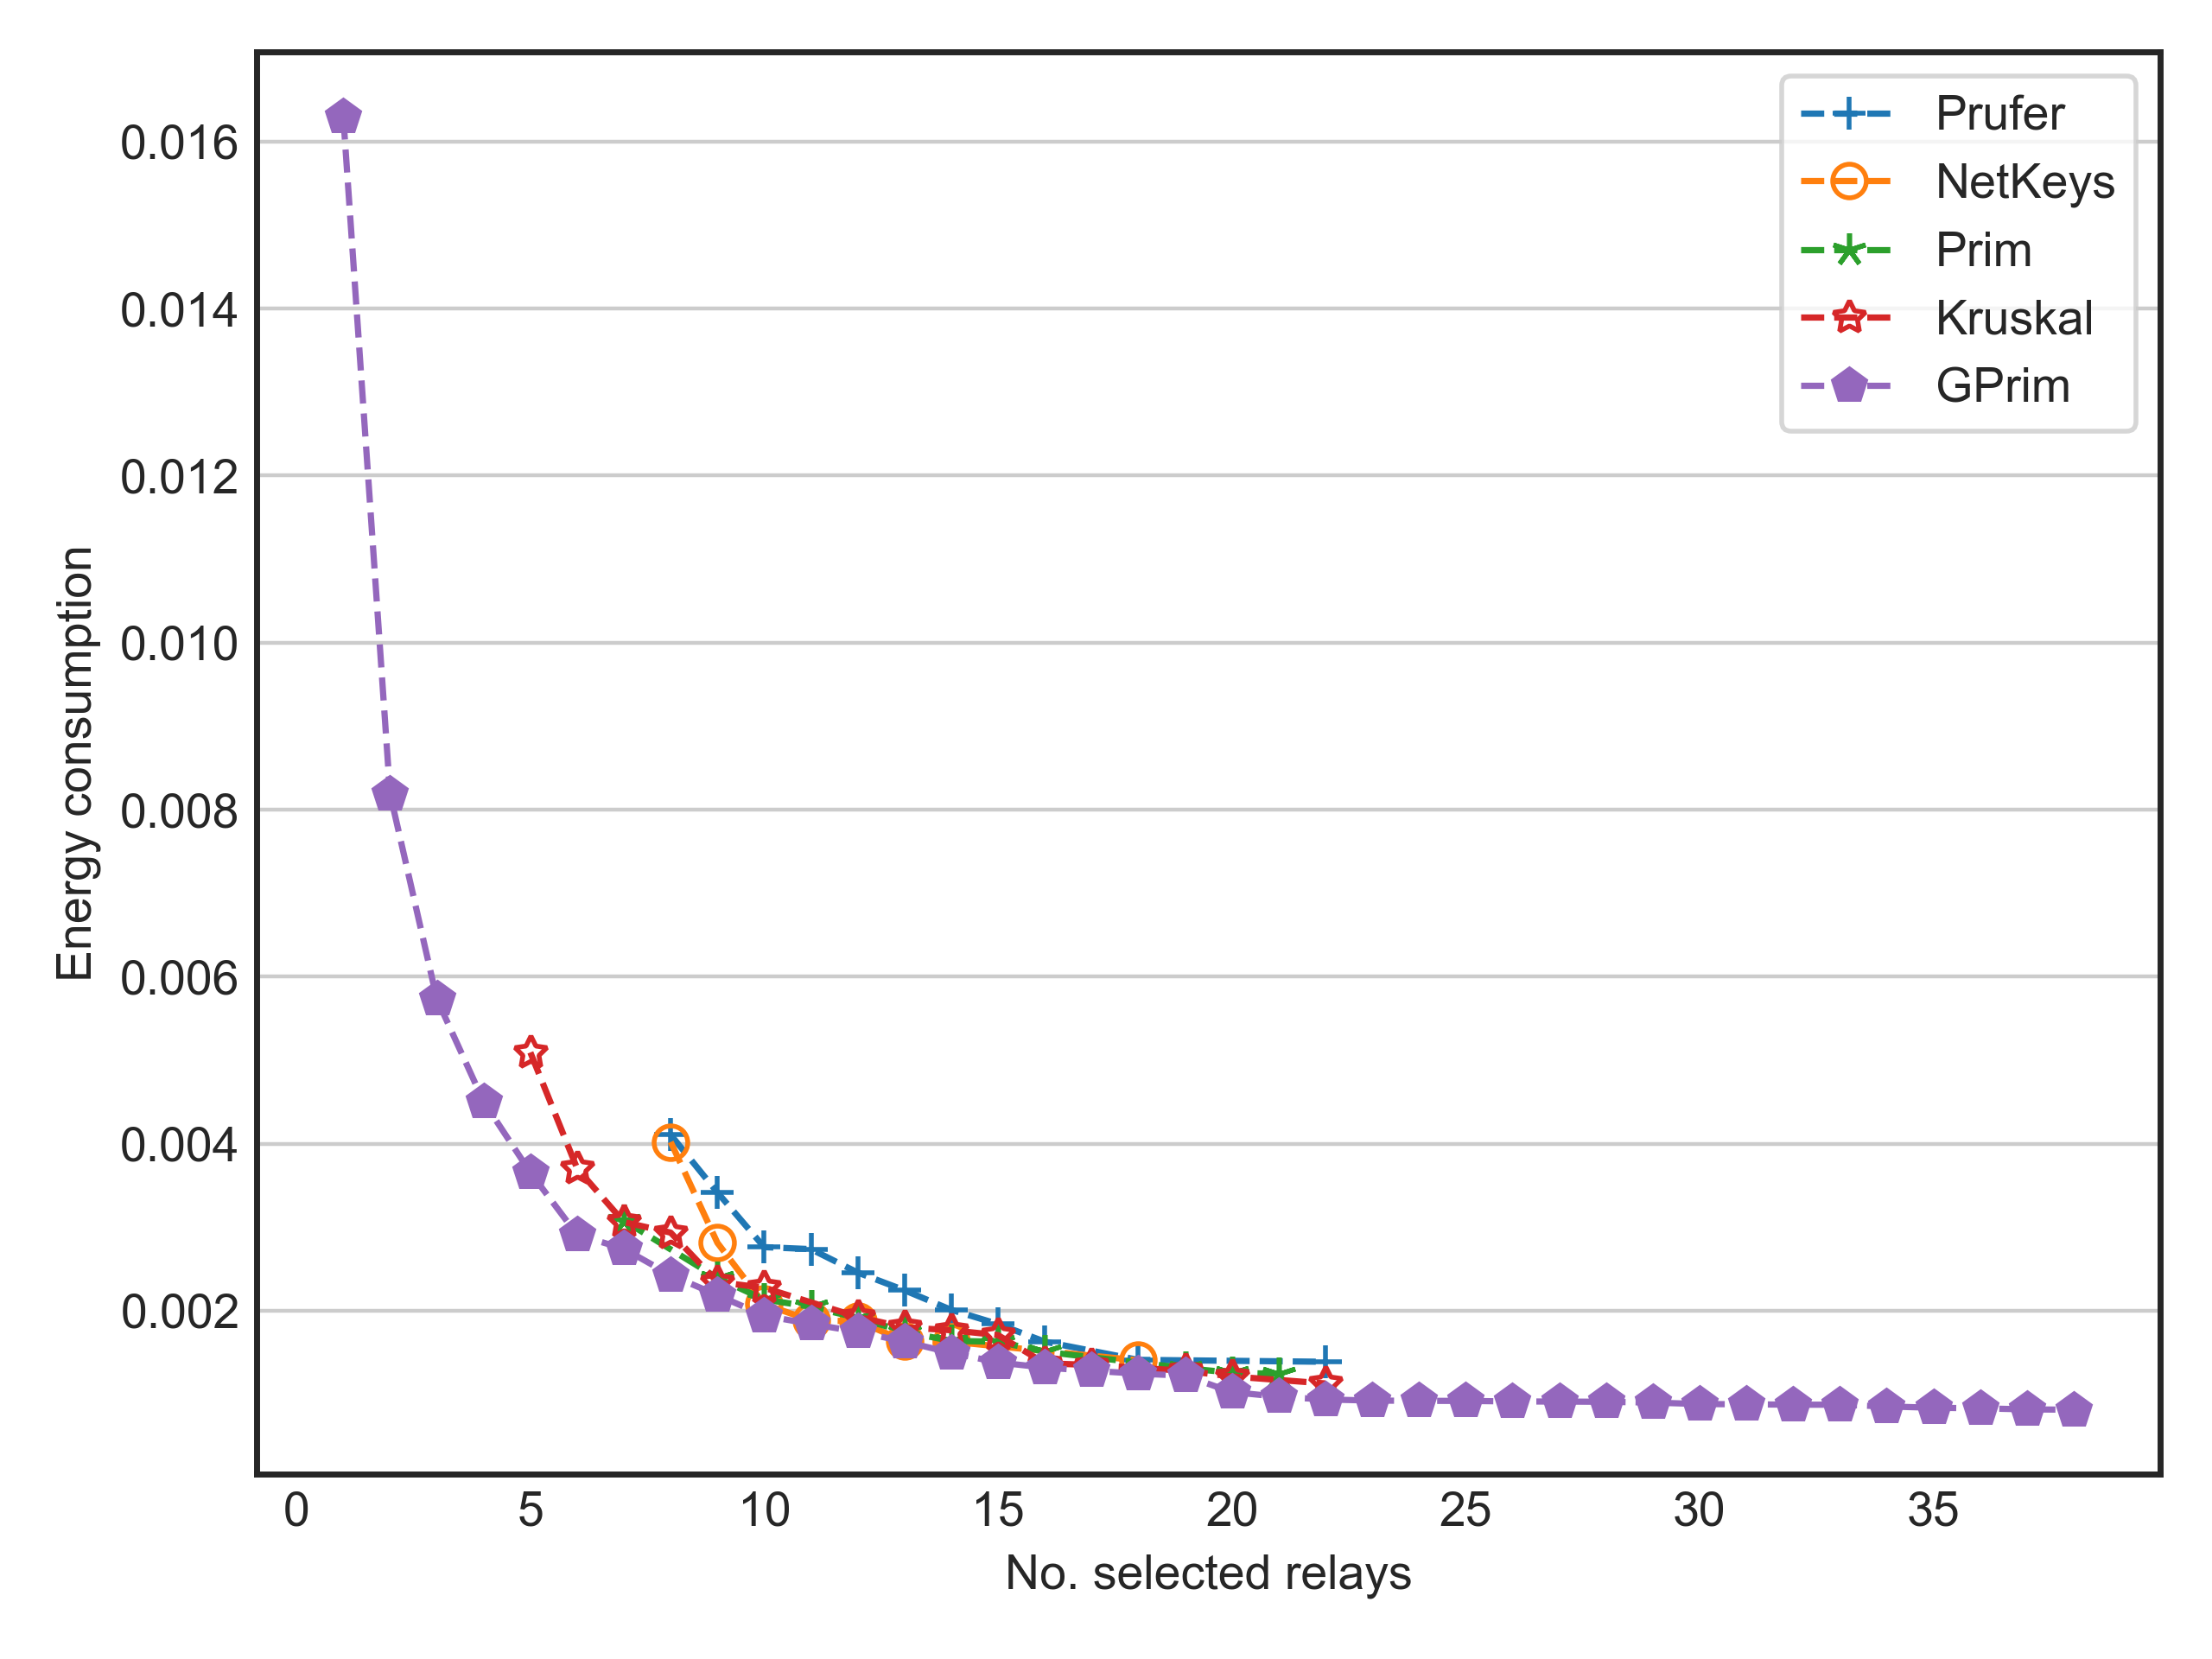 Prufer
NetKeys
Prim
Kruskal
GPrim
0.016
0.014
0.012
0.010
0.008
0.006
0.004
0.002
Energy consumption
0 5 10 15 20 25 30 35
No. selected relays